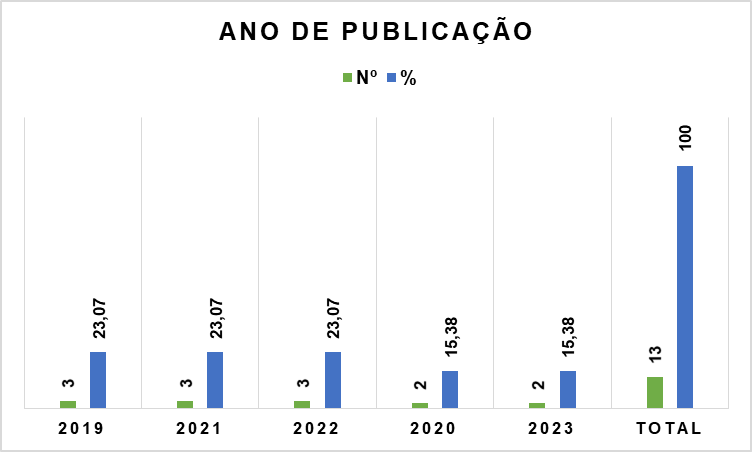 ANO DE PUBLICAÇÃO
Nº %
3 23,07 3 23,07 3 23,07 2 15,38 2 15,38 13 100
2019 2021 2022 2020 2023 TOTAL